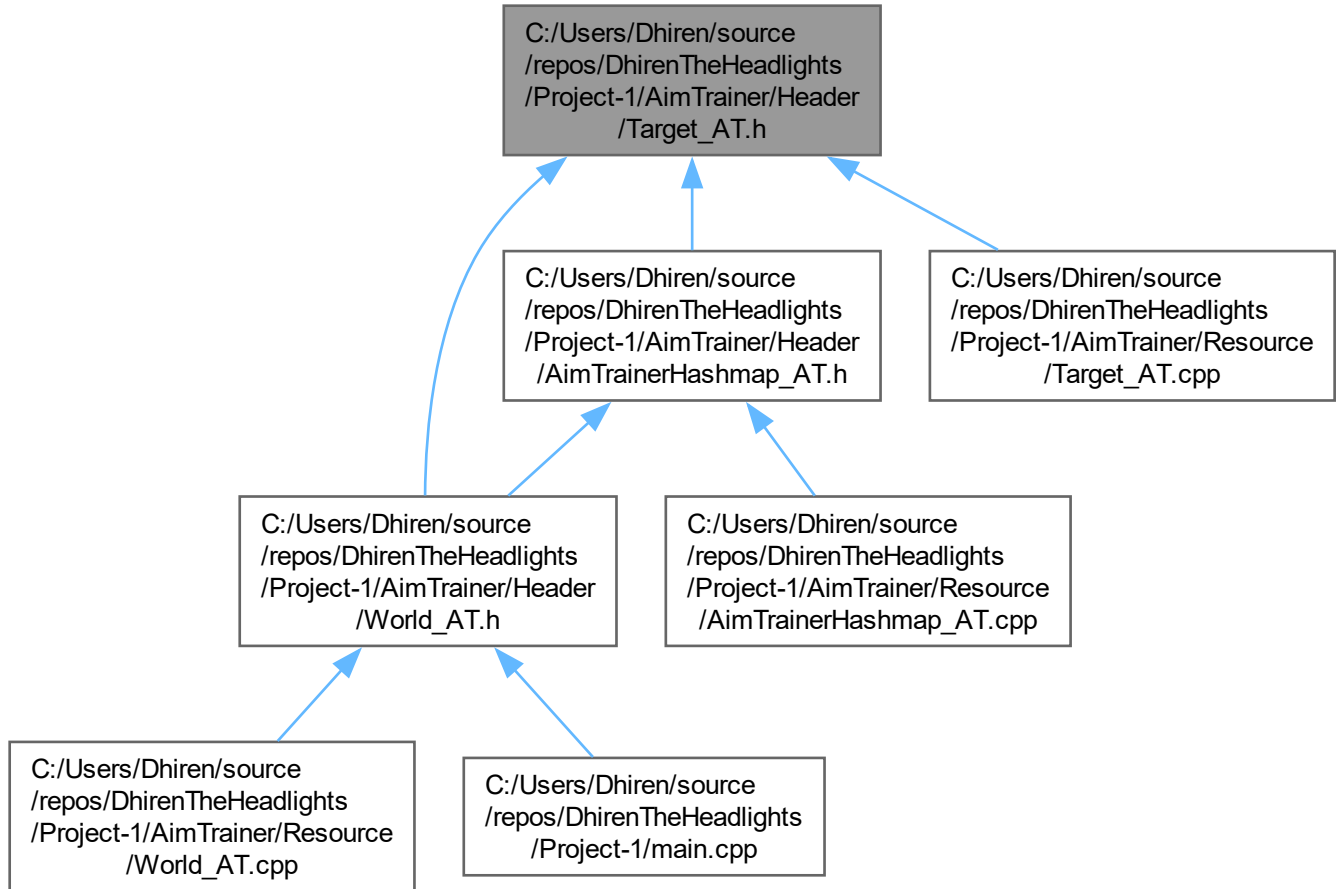 C:/Users/Dhiren/source
/repos/DhirenTheHeadlights
/Project-1/AimTrainer/Header
/Target_AT.h
C:/Users/Dhiren/source
/repos/DhirenTheHeadlights
/Project-1/AimTrainer/Header
/AimTrainerHashmap_AT.h
C:/Users/Dhiren/source
/repos/DhirenTheHeadlights
/Project-1/AimTrainer/Resource
/Target_AT.cpp
C:/Users/Dhiren/source
/repos/DhirenTheHeadlights
/Project-1/AimTrainer/Header
/World_AT.h
C:/Users/Dhiren/source
/repos/DhirenTheHeadlights
/Project-1/AimTrainer/Resource
/AimTrainerHashmap_AT.cpp
C:/Users/Dhiren/source
/repos/DhirenTheHeadlights
/Project-1/AimTrainer/Resource
/World_AT.cpp
C:/Users/Dhiren/source
/repos/DhirenTheHeadlights
/Project-1/main.cpp